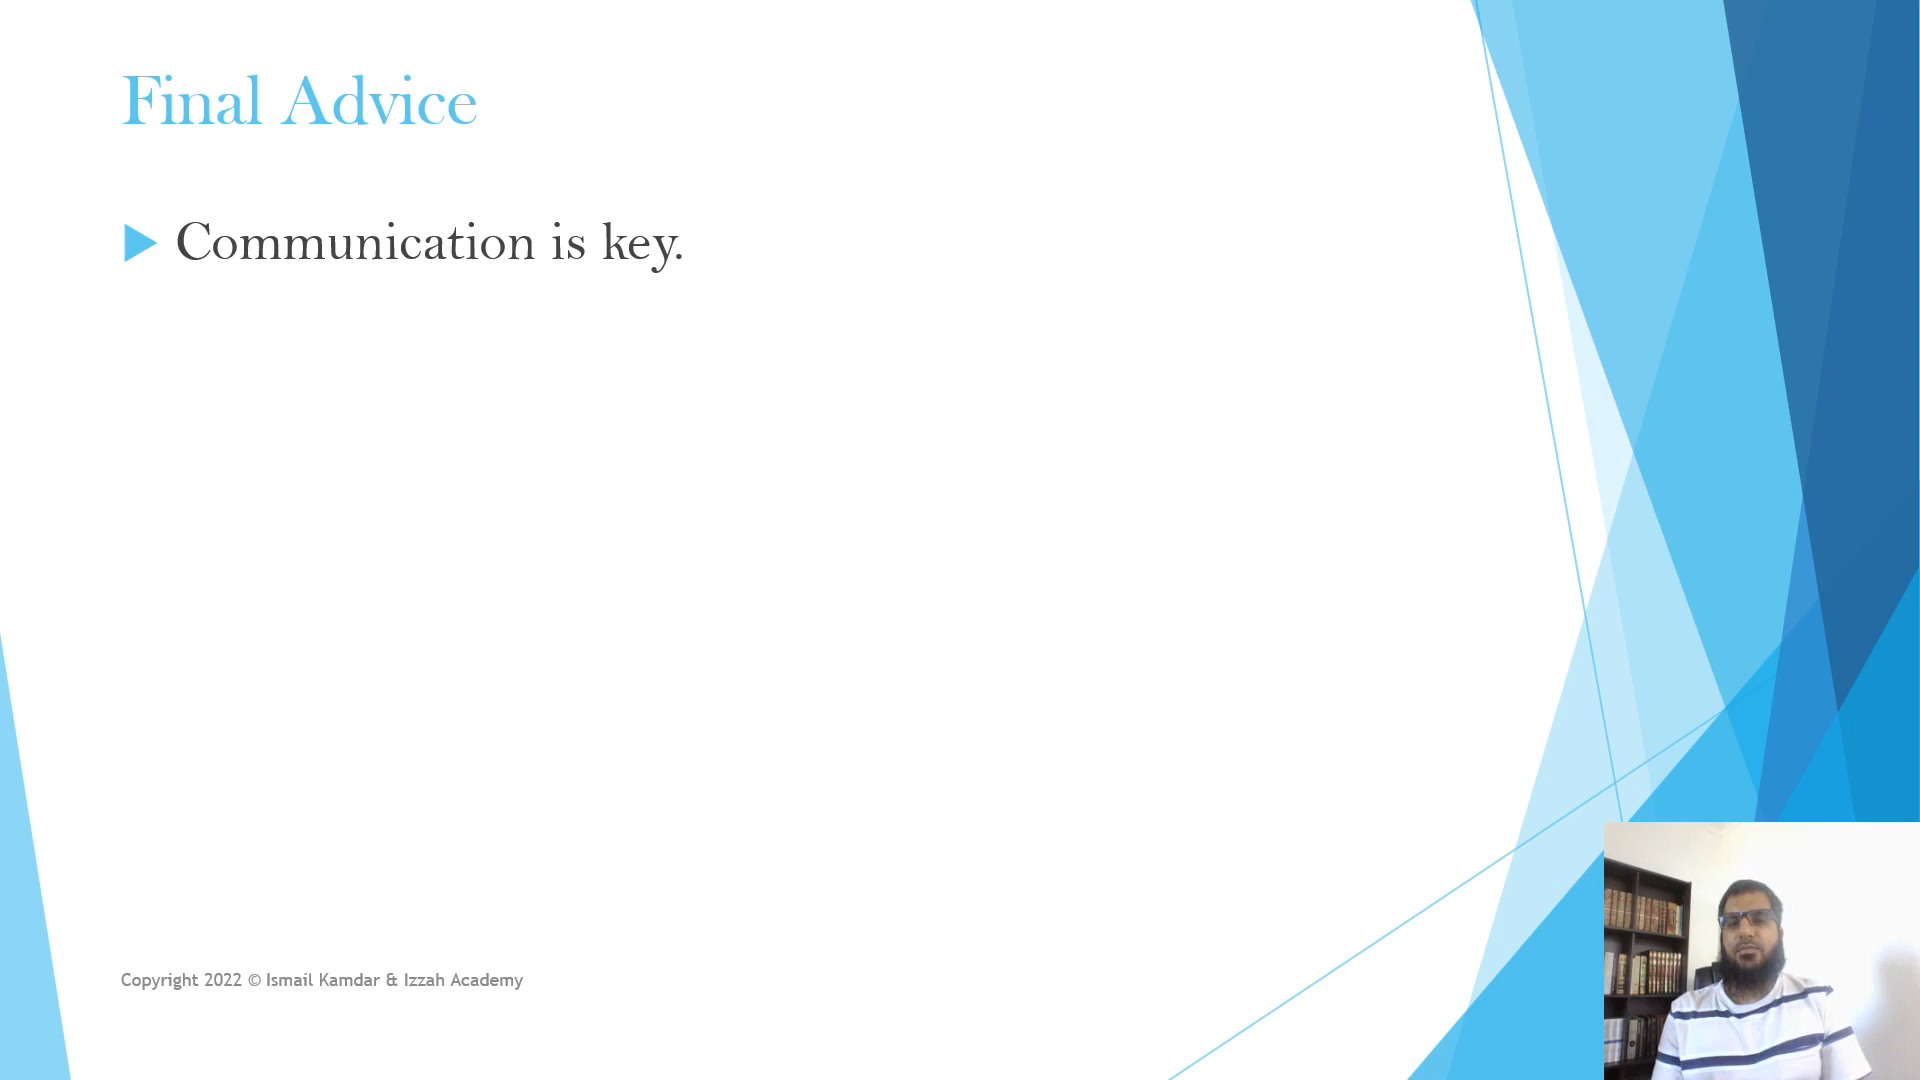 Final Advice
Communication is key.
Copyright 2022 © Ismail Kamdar & Izzah Academy